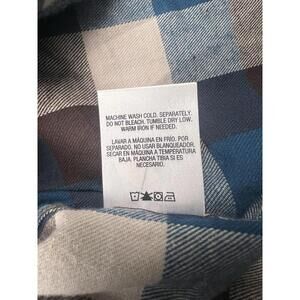 MACHINE WASH COLD. SEPARATELY.
DO NOT BLEACH. TUMBLE DRY LOW.
WARM IRON IF NEEDED.
LAVAR A MÁQUINA EN FRÍO. POR
SEPARADO. NO USAR BLANQUEADOR.
SECAR EN MÁQUINA A TEMPERATURA
BAJA. PLANCHA TIBIA SI ES
NECESARIO.